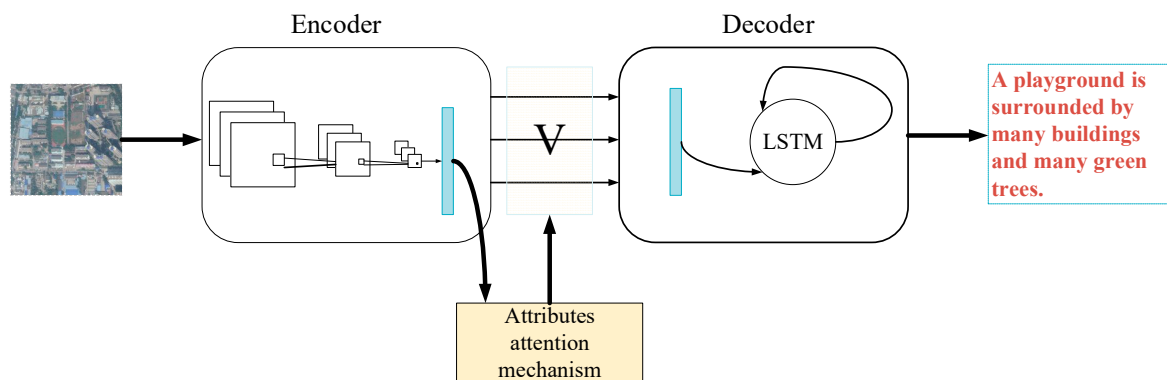 Encoder
Decoder
V
LSTM
A playground is
surrounded by
many buildings
and many green
trees.
Attributes
attention
mechanism